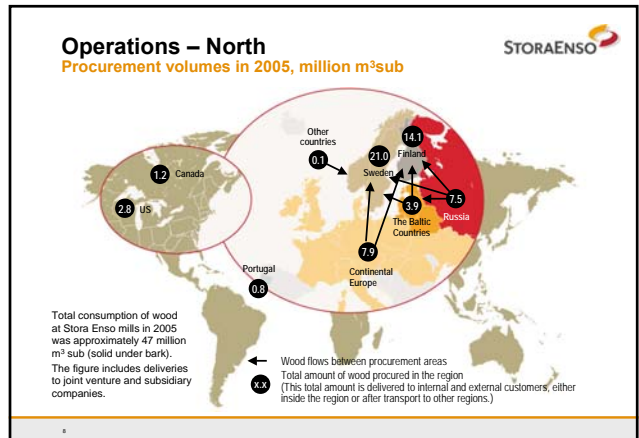 Operations – North
Procurement volumes in 2005, million m³sub
STORAENSO
Other
countries
0.1
21.0
Sweden
14.1
Finland
1.2
Canada
2.8
US
7.5
Russia
3.9
The Baltic
Countries
7.9
Continental
Europe
Portugal
0.8
Total consumption of wood
at Stora Enso mills in 2005
was approximately 47 million
m³ sub (solid under bark).
The figure includes deliveries
to joint venture and subsidiary
companies.
Wood flows between procurement areas
x.x
Total amount of wood procured in the region
(This total amount is delivered to internal and external customers, either
inside the region or after transport to other regions.)
8